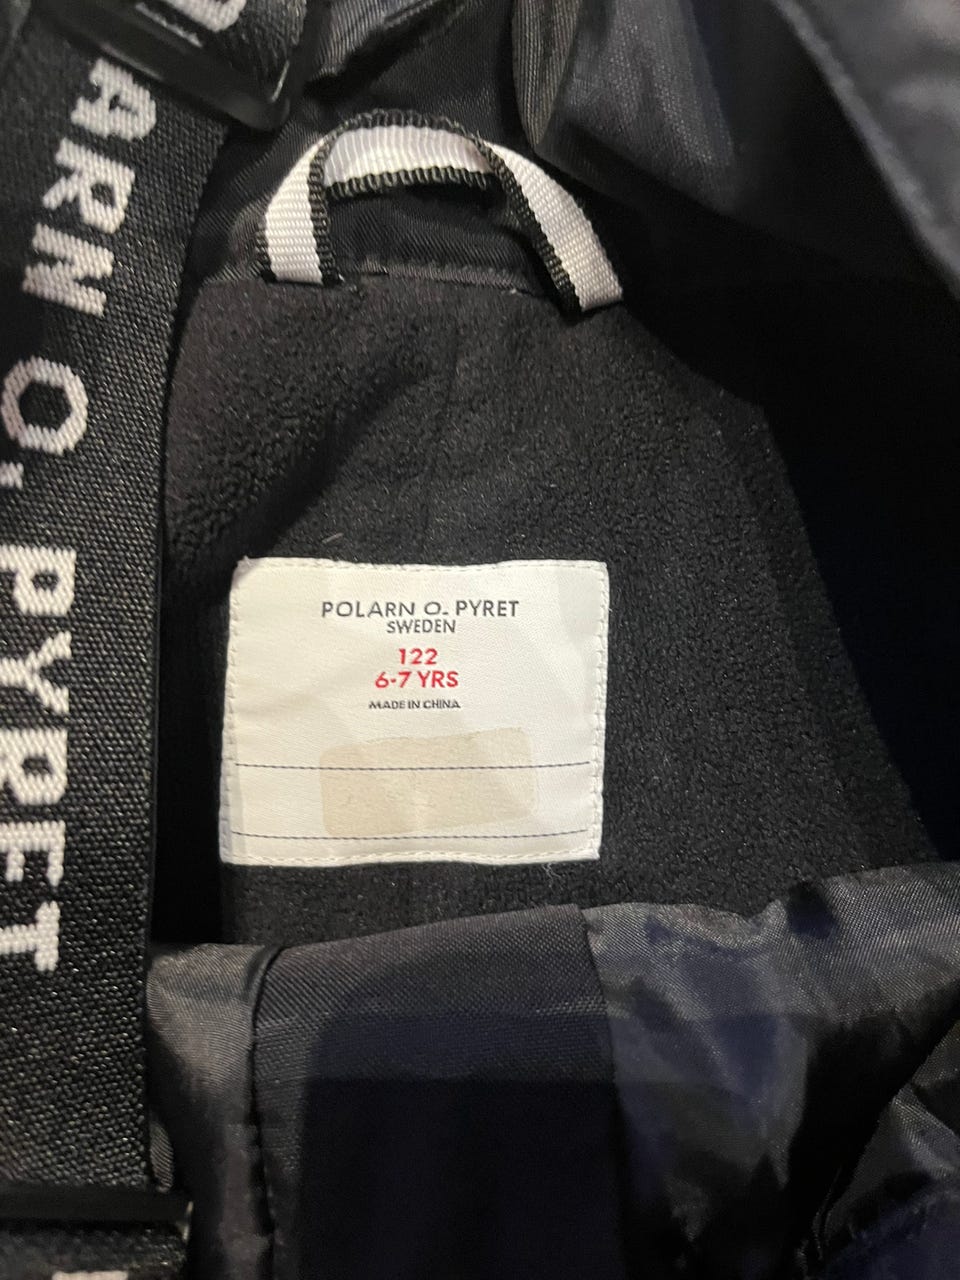 ARN O. PYRET
POLARN O. PYRET
SWEDEN
122
6-7 YRS
MADE IN CHINA